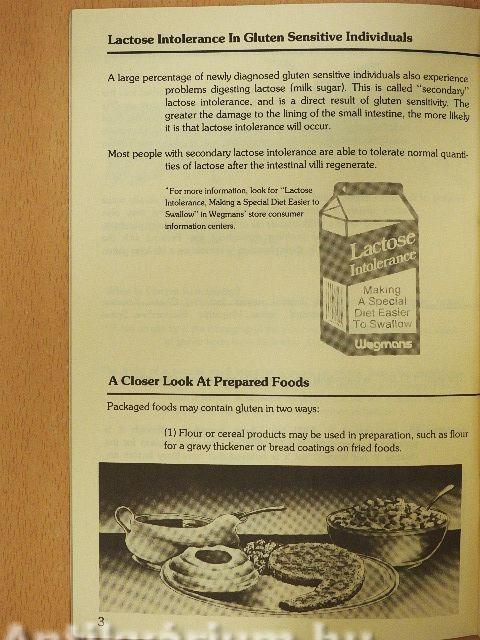 Lactose Intolerance In Gluten Sensitive Individuals
A large percentage of newly diagnosed gluten sensitive individuals also experience
problems digesting lactose (milk sugar). This is called "secondary"
lactose intolerance, and is a direct result of gluten sensitivity. The
greater the damage to the lining of the small intestine, the more likely
it is that lactose intolerance will occur.
Most people with secondary lactose intolerance are able to tolerate normal quanti-
ties of lactose after the intestinal villi regenerate.
*For more information, look for "Lactose
Intolerance, Making a Special Diet Easier to
Swallow" in Wegmans' store consumer
information centers.
Lactose
Intolerance
Making
A Special
Diet Easier
To Swallow
Wegmans
A Closer Look At Prepared Foods
Packaged foods may contain gluten in two ways:
(1) Flour or cereal products may be used in preparation, such as flour
for a gravy thickener or bread coatings on fried foods.
3
Antikvárium.hu